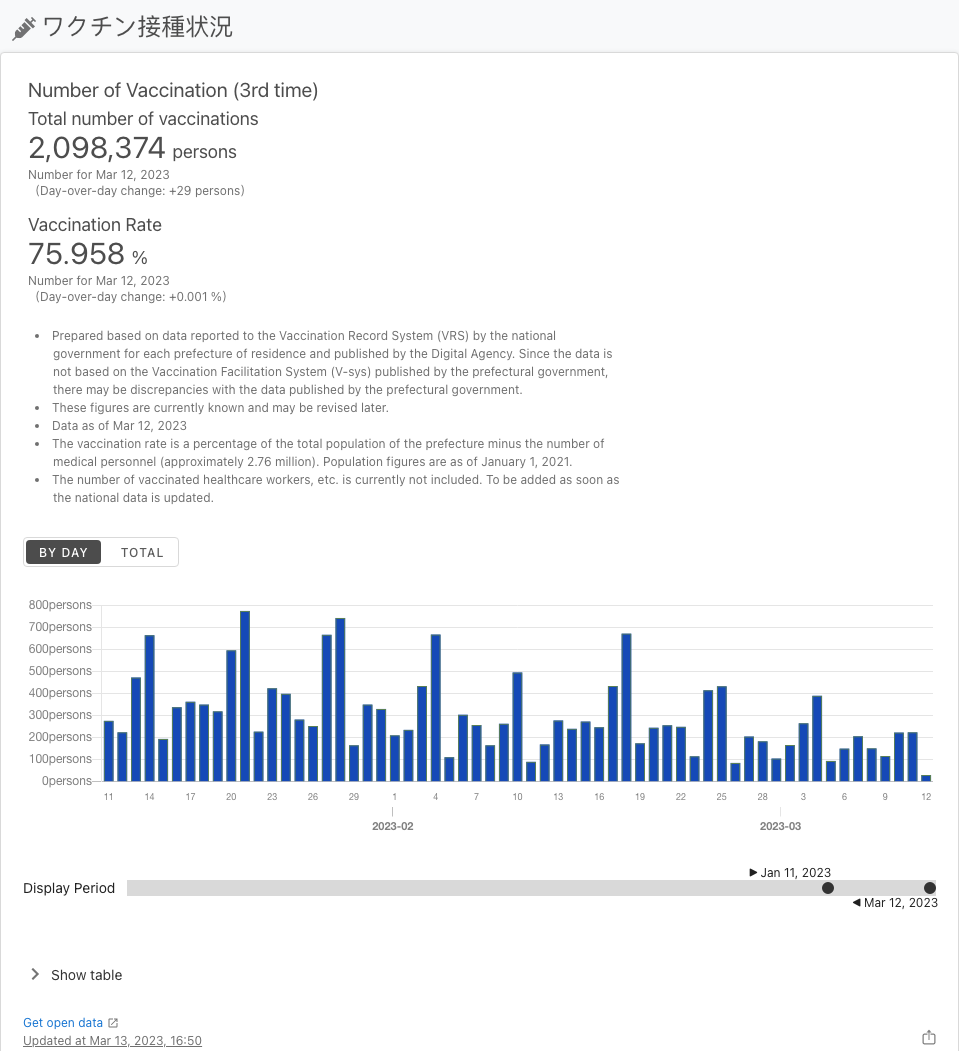 ワクチン接種状況
Number of Vaccination (3rd time)
Total number of vaccinations
2,098,374 persons
Number for Mar 12, 2023
(Day-over-day change: +29 persons)
Vaccination Rate
75.958 %
Number for Mar 12, 2023
(Day-over-day change: +0.001 %)
• Prepared based on data reported to the Vaccination Record System (VRS) by the national
government for each prefecture of residence and published by the Digital Agency. Since the data is
not based on the Vaccination Facilitation System (V-sys) published by the prefectural government,
there may be discrepancies with the data published by the prefectural government.
• These figures are currently known and may be revised later.
• Data as of Mar 12, 2023
• The vaccination rate is a percentage of the total population of the prefecture minus the number of
medical personnel (approximately 2.76 million). Population figures are as of January 1, 2021.
• The number of vaccinated healthcare workers, etc. is currently not included. To be added as soon as
the national data is updated.
BY DAY TOTAL
800persons
700persons
600persons
500persons
400persons
300persons
200persons
100persons
0persons
11 14 17 20 23 26 29 1 4 7 10 13 16 19 22 25 28 3 6 9 12
2023-02 2023-03
Jan 11, 2023
Display Period
Mar 12, 2023
Show table
Get open data
Updated at Mar 13, 2023, 16:50